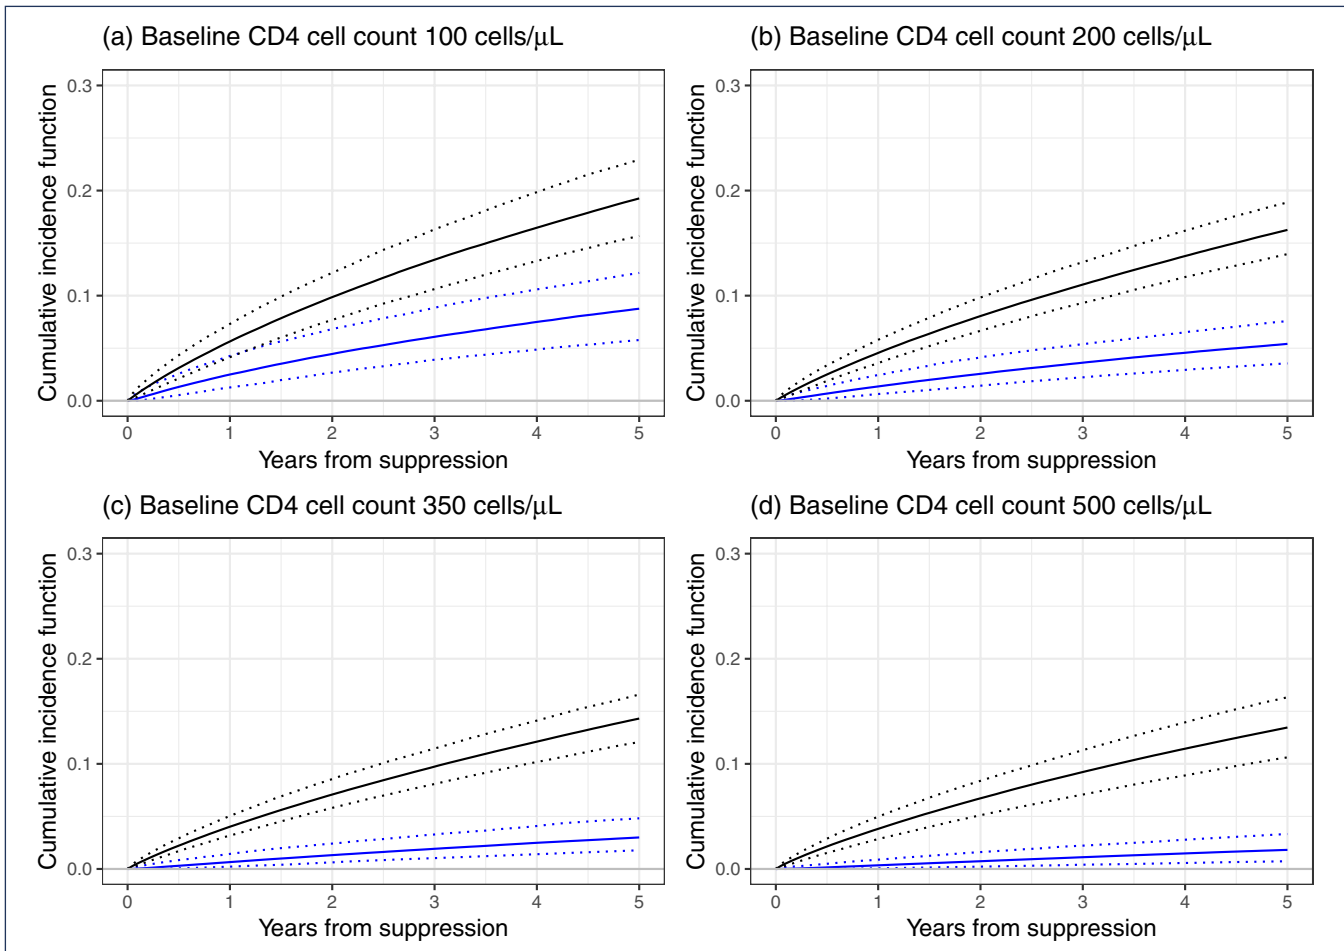 (a) Baseline CD4 cell count 100 cells/μL
Cumulative incidence function
0.3
0.2
0.1
0.0
0 1 2 3 4 5
Years from suppression
(b) Baseline CD4 cell count 200 cells/μL
Cumulative incidence function
0.3
0.2
0.1
0.0
0 1 2 3 4 5
Years from suppression
(c) Baseline CD4 cell count 350 cells/μL
Cumulative incidence function
0.3
0.2
0.1
0.0
0 1 2 3 4 5
Years from suppression
(d) Baseline CD4 cell count 500 cells/μL
Cumulative incidence function
0.3
0.2
0.1
0.0
0 1 2 3 4 5
Years from suppression